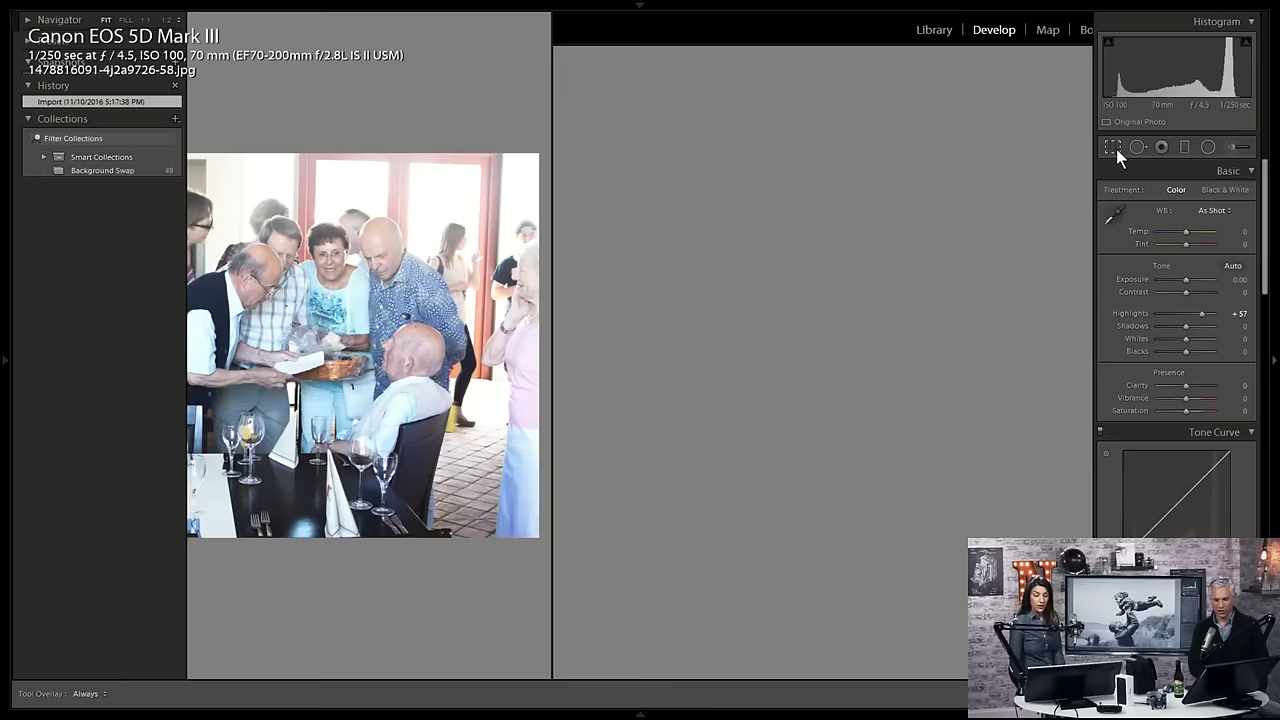 Navigator FIT FILL 1:1 1:2
Canon EOS 5D Mark III
1/250 sec at ƒ / 4.5, ISO 100, 70 mm (EF70-200mm f/2.8L IS II USM)
1478816091-4j2a9726-58.jpg
History
Import (11/10/2016 5:17:38 PM)
Collections
Filter Collections
Smart Collections
Background Swap 49
Library | Develop | Map | Bo
Histogram
ISO 100 70 mm ƒ / 4.5 1/250 sec
Original Photo
Basic
Treatment : Color Black & White
WB : As Shot
Temp 0
Tint 0
Tone Auto
Exposure 0.00
Contrast 0
Highlights + 57
Shadows 0
Whites 0
Blacks 0
Presence
Clarity 0
Vibrance 0
Saturation 0
Tone Curve
Tool Overlay : Always